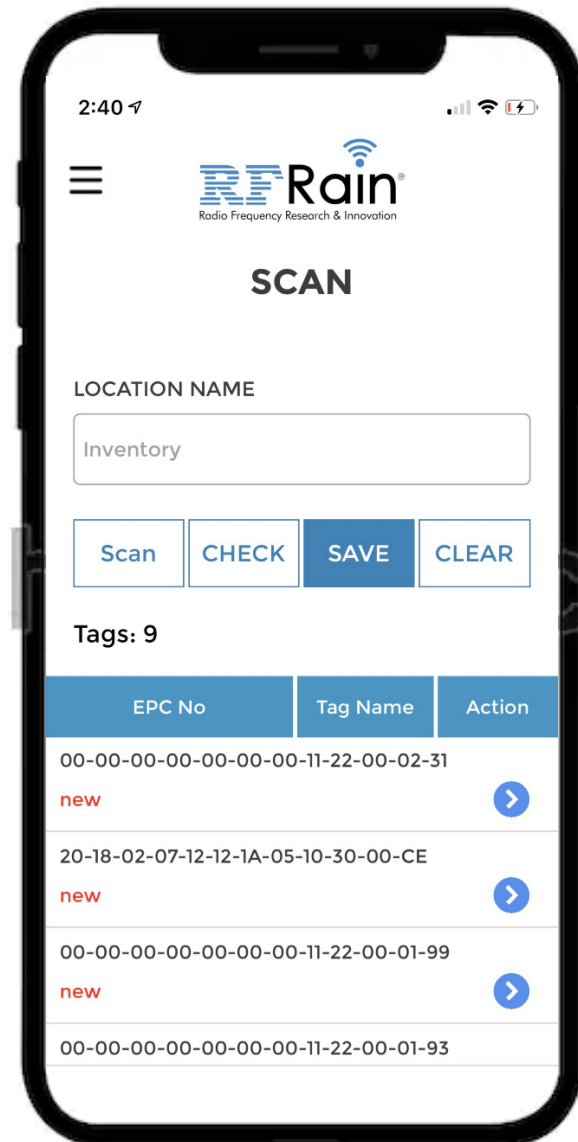 2:40
RFRain®
Radio Frequency Research & Innovation
SCAN
LOCATION NAME
Inventory
Scan CHECK SAVE CLEAR
Tags: 9
EPC No Tag Name Action
00-00-00-00-00-00-00-11-22-00-02-31
new
20-18-02-07-12-12-1A-05-10-30-00-CE
new
00-00-00-00-00-00-00-11-22-00-01-99
new
00-00-00-00-00-00-00-11-22-00-01-93